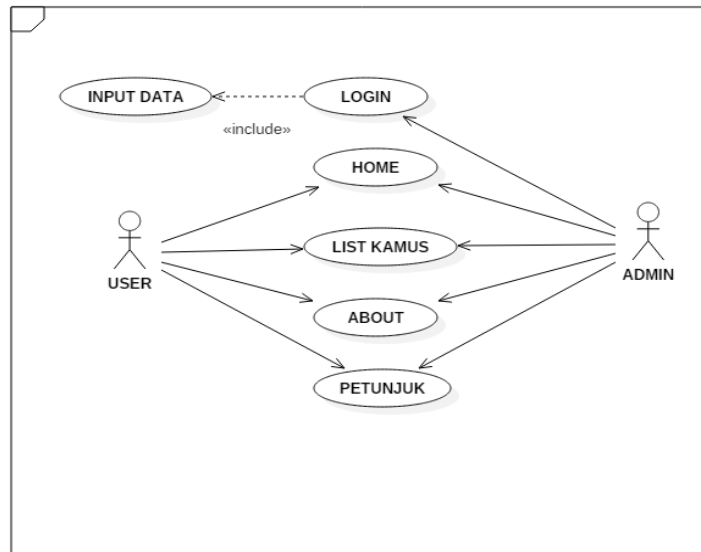 INPUT DATA
LOGIN
«include»
HOME
LIST KAMUS
USER
ADMIN
ABOUT
PETUNJUK